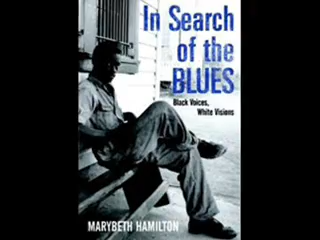 In Search
of the
BLUES
Black Voices,
White Visions
MARYBETH HAMILTON